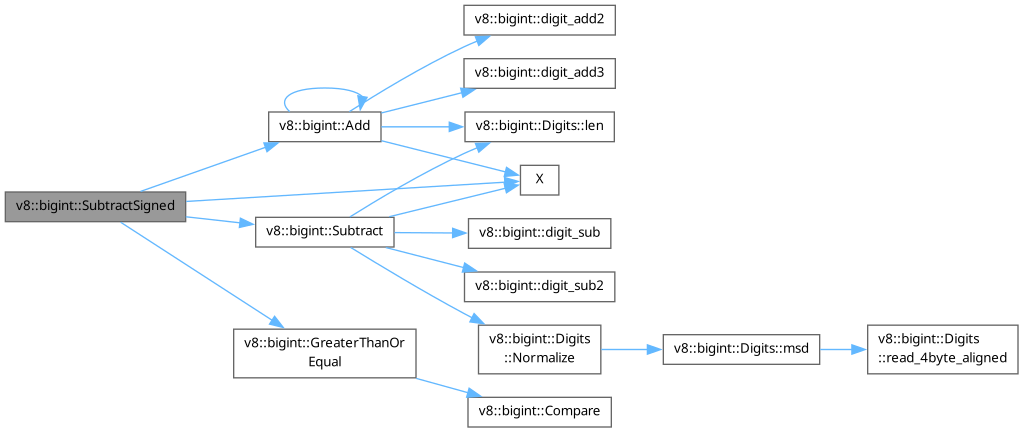 v8::bigint::SubtractSigned
v8::bigint::Add
v8::bigint::Subtract
v8::bigint::GreaterThanOr
Equal
v8::bigint::digit_add2
v8::bigint::digit_add3
v8::bigint::Digits::len
X
v8::bigint::digit_sub
v8::bigint::digit_sub2
v8::bigint::Digits
::Normalize
v8::bigint::Compare
v8::bigint::Digits::msd
v8::bigint::Digits
::read_4byte_aligned